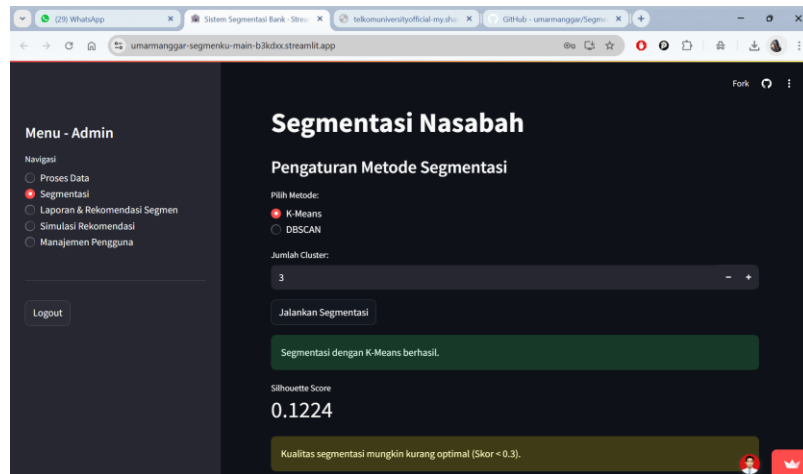 (29) WhatsApp
Sistem Segmentasi Bank - Stre
telkomuniversityofficial-my.sha
GitHub - umarmanggar/Segme
umarmanggar-segmenku-main-b3kdxx.streamlit.app
Fork
Menu - Admin
Navigasi
Proses Data
Segmentasi
Laporan & Rekomendasi Segmen
Simulasi Rekomendasi
Manajemen Pengguna
Logout
Segmentasi Nasabah
Pengaturan Metode Segmentasi
Pilih Metode:
K-Means
DBSCAN
Jumlah Cluster:
3
Jalankan Segmentasi
Segmentasi dengan K-Means berhasil.
Silhouette Score
0.1224
Kualitas segmentasi mungkin kurang optimal (Skor < 0.3).